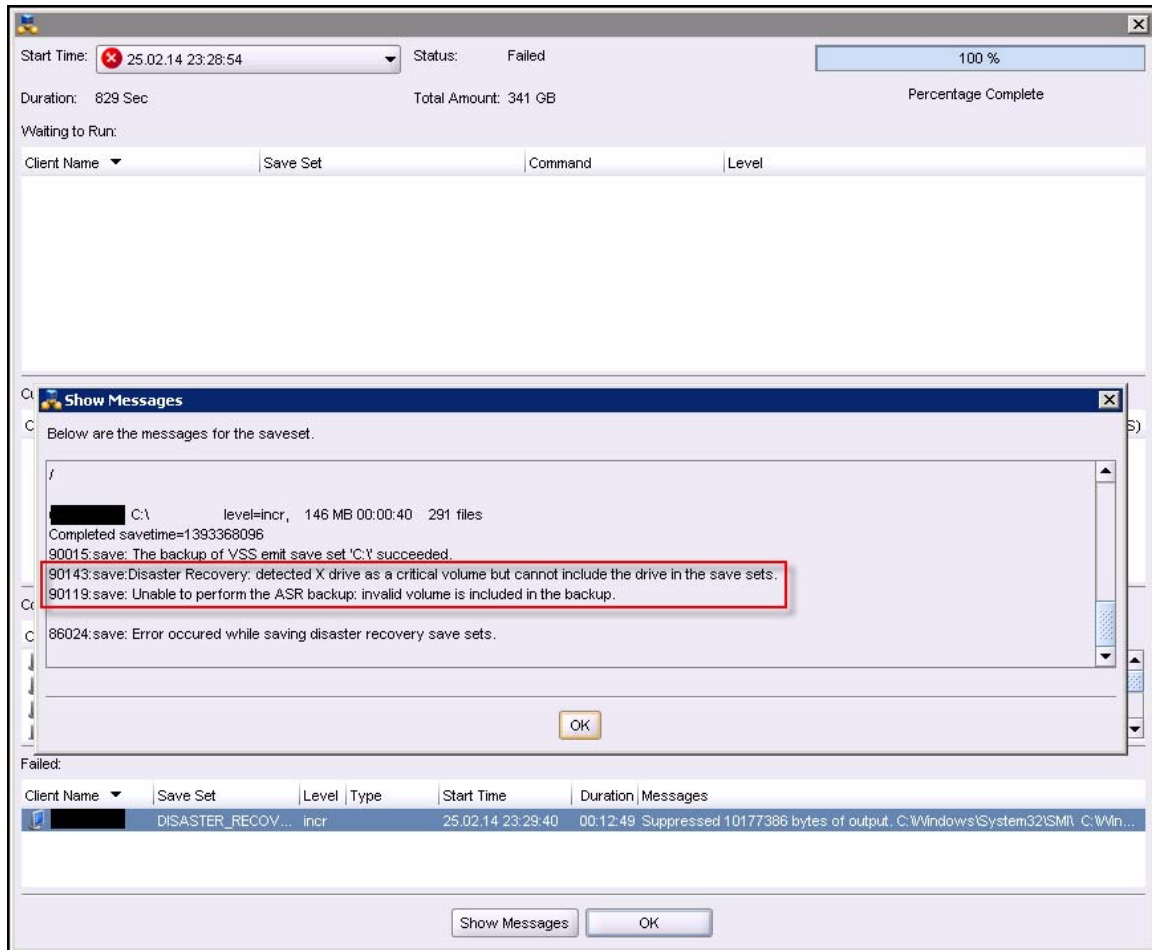 Start Time: 25.02.14 23:28:54 Status: Failed 100 %
Duration: 829 Sec Total Amount: 341 GB Percentage Complete
Waiting to Run:
Client Name Save Set Command Level
Show Messages
Below are the messages for the saveset.
/
C:\ level=incr, 146 MB 00:00:40 291 files
Completed savetime=1393368096
90015:save: The backup of VSS emit save set 'C:\' succeeded.
90143:save:Disaster Recovery: detected X drive as a critical volume but cannot include the drive in the save sets.
90119:save: Unable to perform the ASR backup: invalid volume is included in the backup.
86024:save: Error occured while saving disaster recovery save sets.
OK
Failed:
Client Name Save Set Level Type Start Time Duration Messages
DISASTER_RECOV... incr 25.02.14 23:29:40 00:12:49 Suppressed 10177386 bytes of output. C:\Windows\System32\SMI\ C:\Win...
Show Messages OK